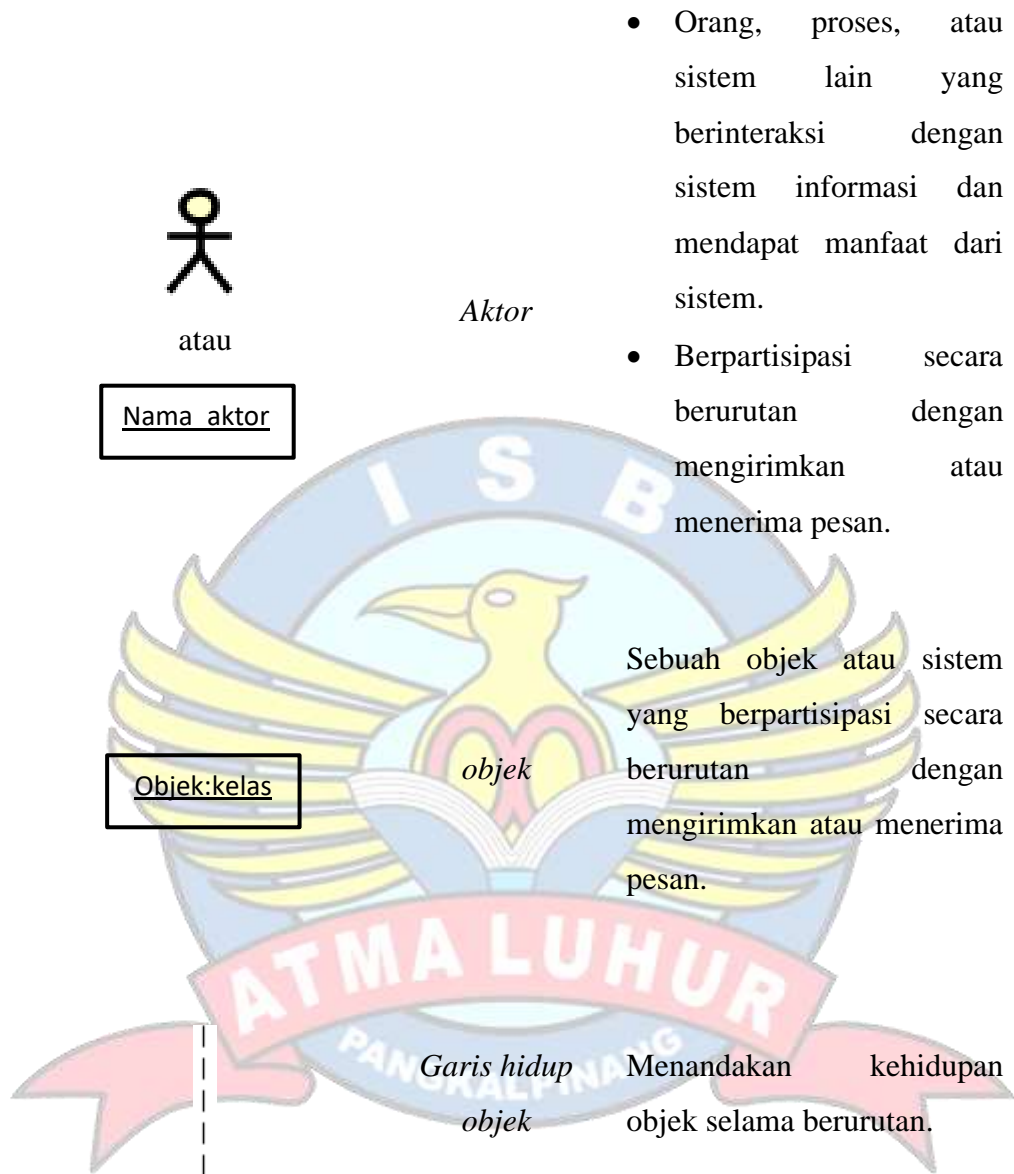 • Orang, proses, atau
sistem lain yang
berinteraksi dengan
sistem informasi dan
mendapat manfaat dari
sistem.
atau
Aktor
• Berpartisipasi secara
berurutan dengan
mengirimkan atau
menerima pesan.
Nama aktor
Sebuah objek atau sistem
yang berpartisipasi secara
berurutan dengan
mengirimkan atau menerima
pesan.
Objek:kelas
objek
Garis hidup
objek
Menandakan kehidupan
objek selama berurutan.
I S B
ATMA LUHUR
PANGKALPINANG